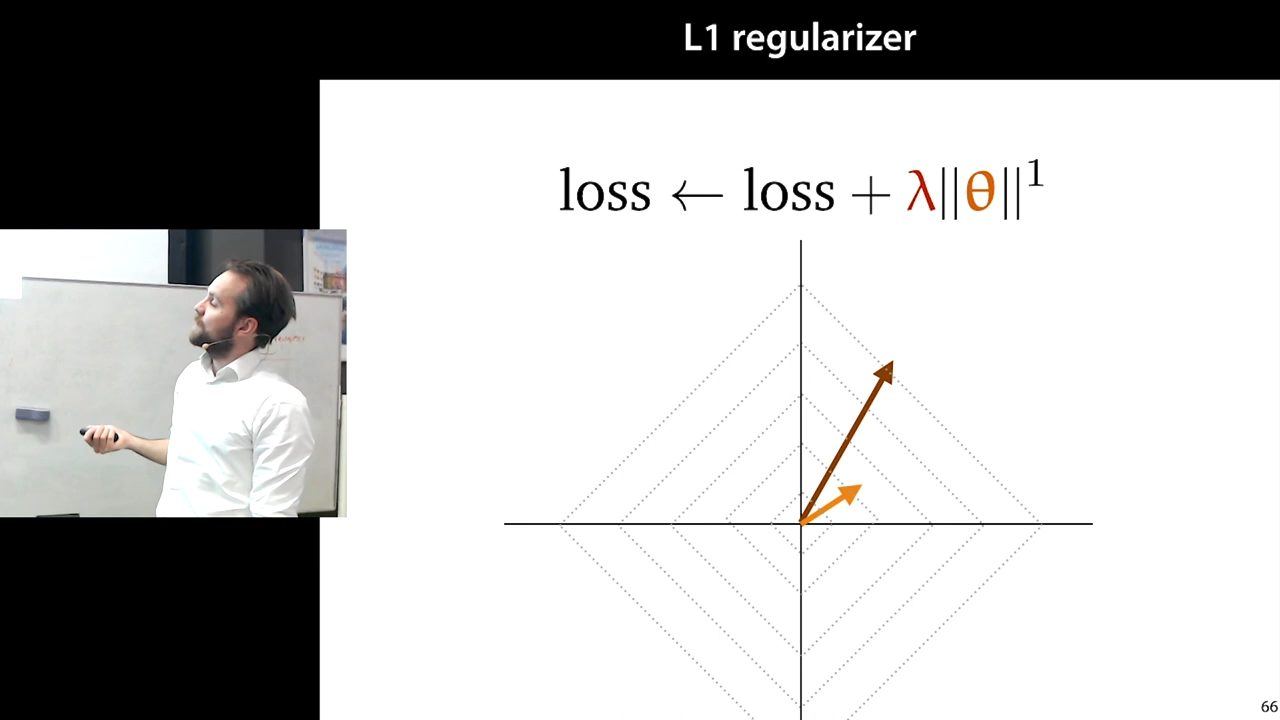 L1 regularizer
loss ← loss + λ||θ||¹
66